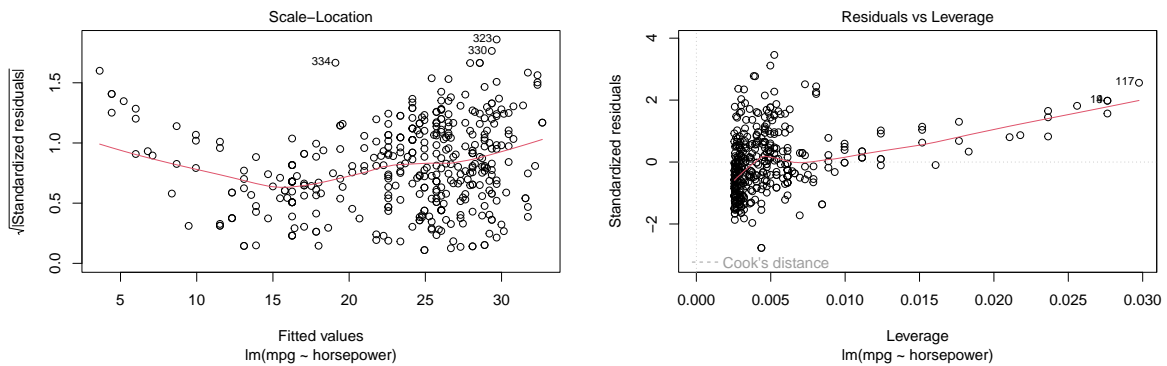 Scale−Location
323
330
334
√|Standardized residuals|
0.0 0.5 1.0 1.5
5 10 15 20 25 30
Fitted values
lm(mpg ~ horsepower)
Residuals vs Leverage
117
Standardized residuals
−2 0 2 4
Cook's distance
0.000 0.005 0.010 0.015 0.020 0.025 0.030
Leverage
lm(mpg ~ horsepower)